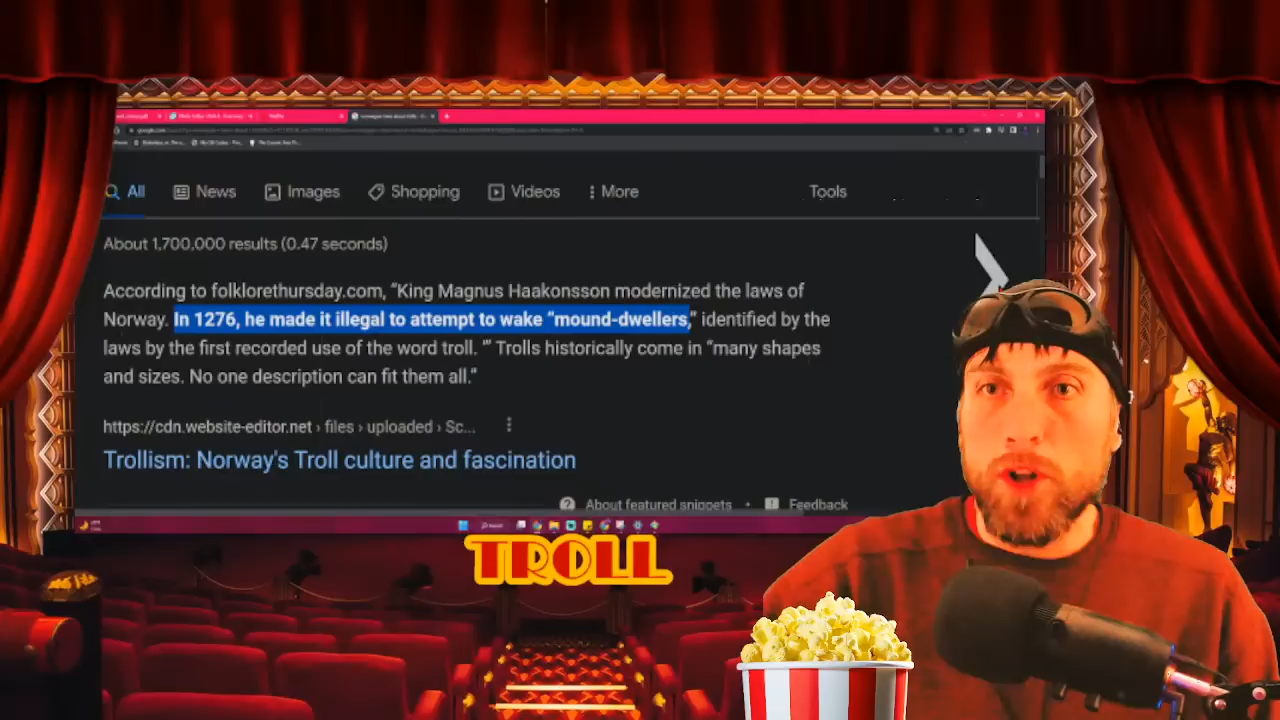 All News Images Shopping Videos More Tools
About 1,700,000 results (0.47 seconds)
According to folklorethursday.com, “King Magnus Haakonsson modernized the laws of
Norway. In 1276, he made it illegal to attempt to wake “mound-dwellers,” identified by the
laws by the first recorded use of the word troll. ’” Trolls historically come in “many shapes
and sizes. No one description can fit them all.”
https://cdn.website-editor.net › files › uploaded › Sc...
Trollism: Norway's Troll culture and fascination
About featured snippets • Feedback
TROLL